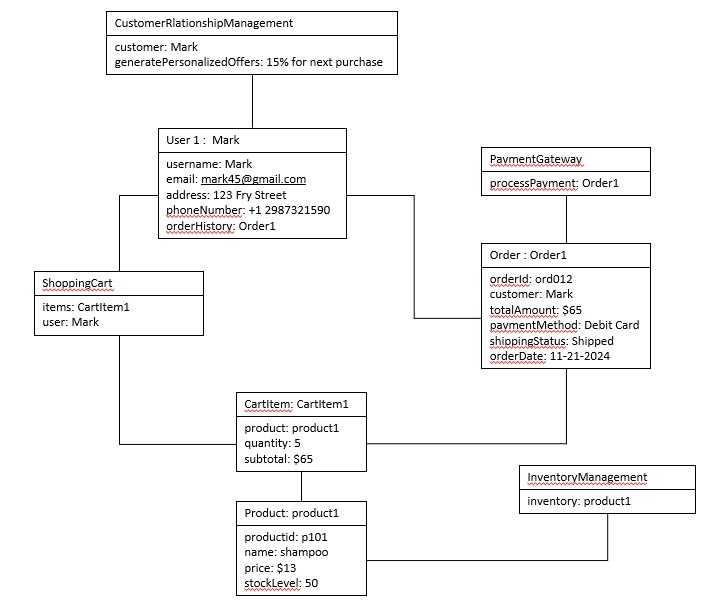 CustomerRlationshipManagement
customer: Mark
generatePersonalizedOffers: 15% for next purchase
User 1 :  Mark
username: Mark
email: mark45@gmail.com
address: 123 Fry Street
phoneNumber: +1 2987321590
orderHistory: Order1
PavmentGateway
processPayment: Order1
Order : Order1
orderId: ord012
customer: Mark
totalAmount: $65
pavmentMethod: Debit Card
shippingStatus: Shipped
orderDate: 11-21-2024
ShoppingCart
items: CartItem1
user: Mark
CartItem: CartItem1
product: product1
quantity: 5
subtotal: $65
InventoryManagement
inventory: product1
Product: product1
productid: p101
name: shampoo
price: $13
stockLevel: 50